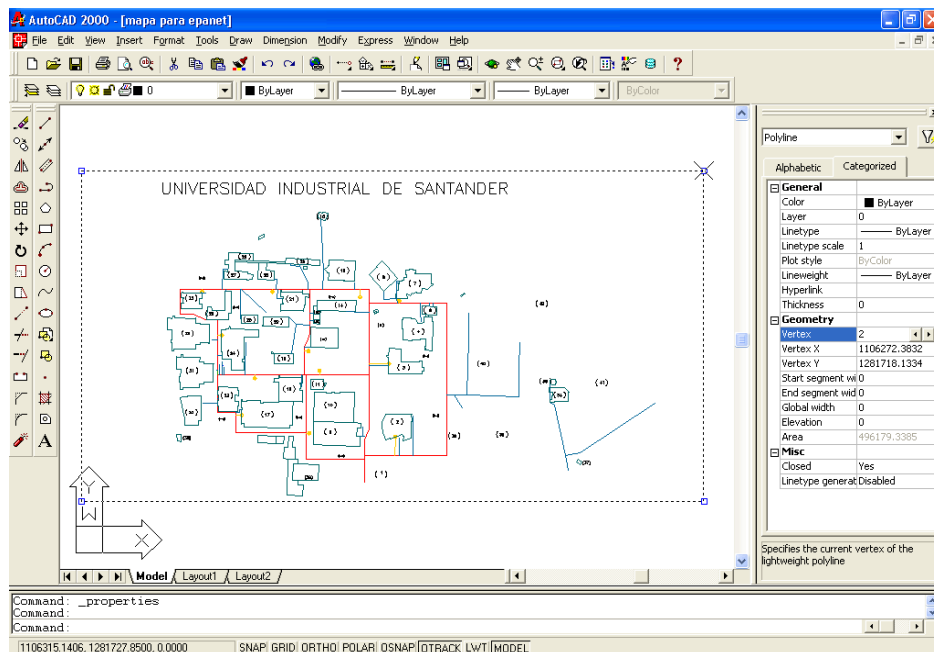 AutoCAD 2000 - [mapa para epanet]
File Edit View Insert Format Tools Draw Dimension Modify Express Window Help
0 ByLayer ByLayer ByLayer ByColor
Polyline
Alphabetic Categorized
General
Color ByLayer
Layer 0
Linetype ByLayer
Linetype scale 1
Plot style ByColor
Lineweight ByLayer
Hyperlink
Thickness 0
Geometry
Vertex 2
Vertex X 1106272.3832
Vertex Y 1281718.1334
Start segment wi 0
End segment wid 0
Global width 0
Elevation 0
Area 496179.3385
Misc
Closed Yes
Linetype generat Disabled
Specifies the current vertex of the
lightweight polyline
UNIVERSIDAD INDUSTRIAL DE SANTANDER
Y
W
X
Model Layout1 Layout2
Command: _properties
Command:
Command:
1106315.1406, 1281727.8500, 0.0000 SNAP GRID ORTHO POLAR OSNAP OTRACK LWT MODEL